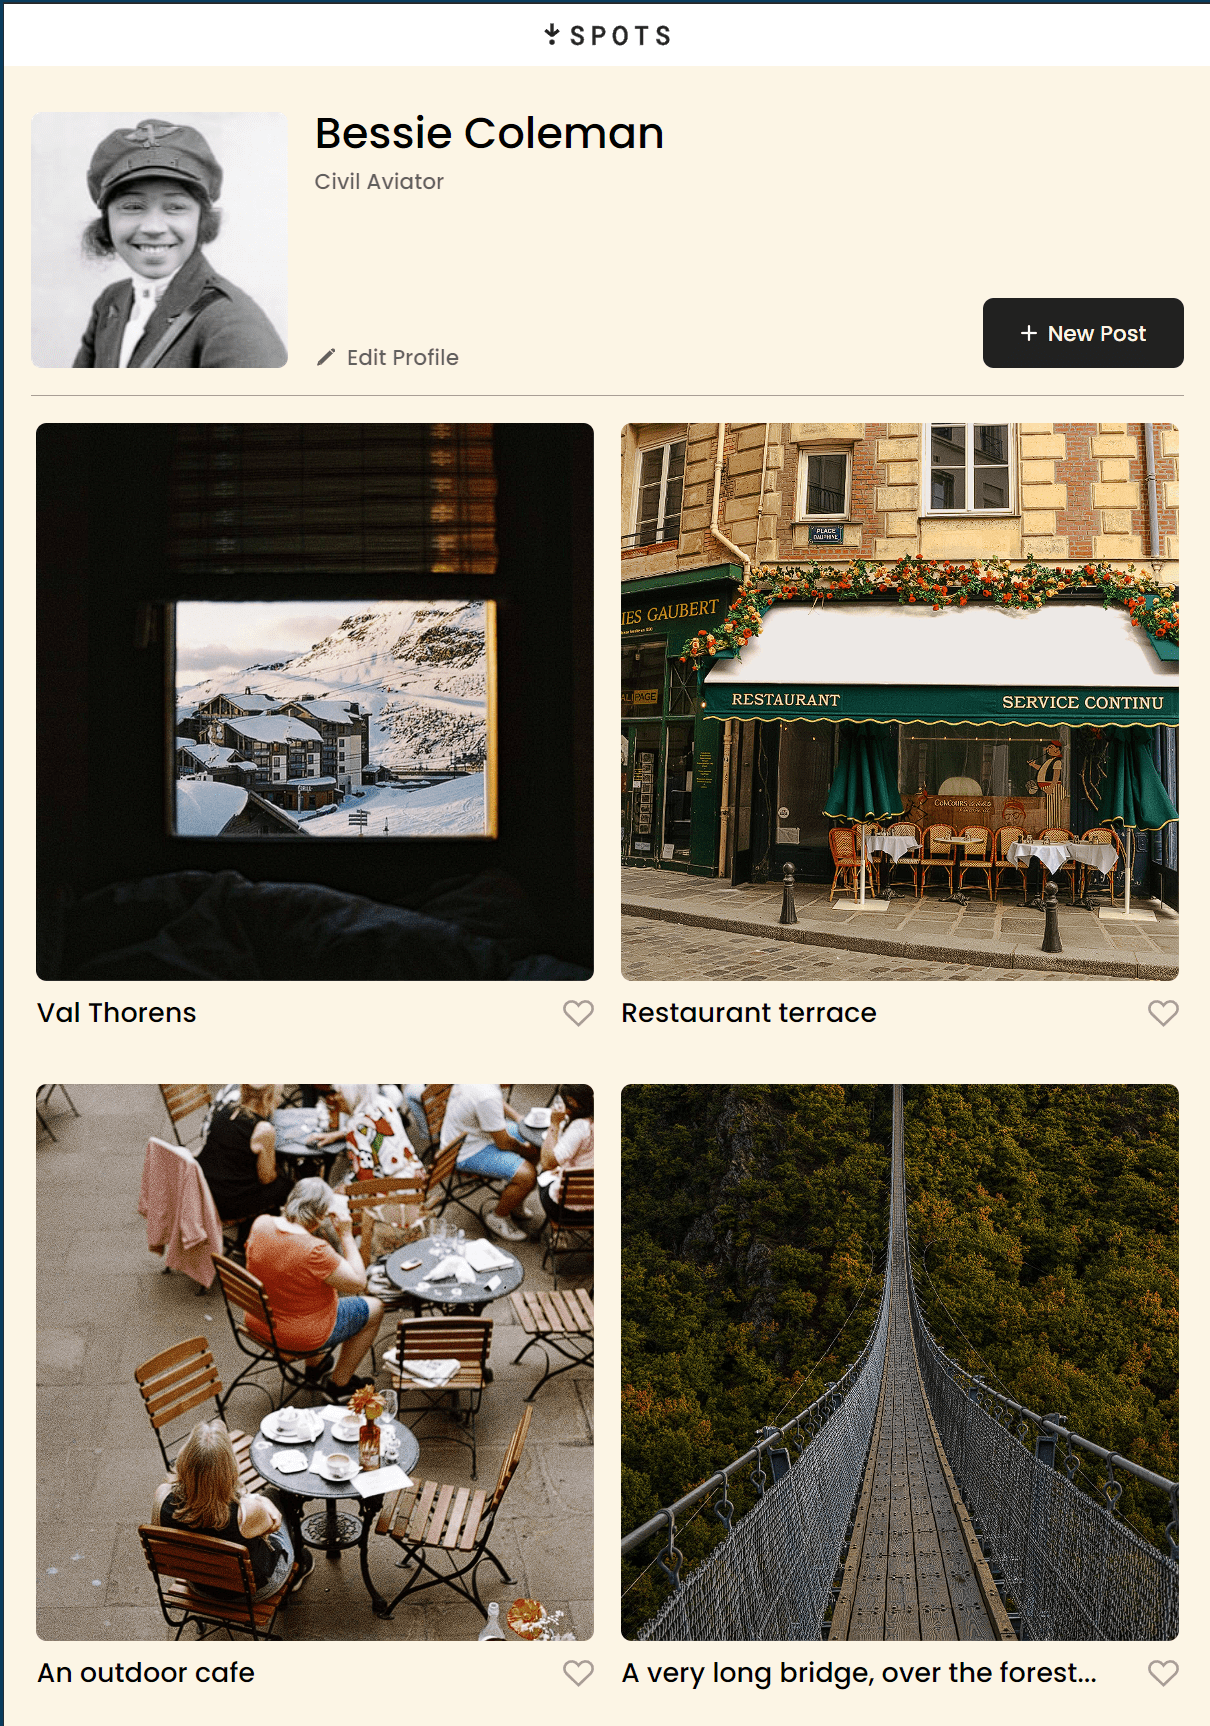 SPOTS
Bessie Coleman
Civil Aviator
Edit Profile
+ New Post
PLACE
DAUPHINE
IES GAUBERT
RESTAURANT
SERVICE CONTINU
Val Thorens
Restaurant terrace
An outdoor cafe
A very long bridge, over the forest...